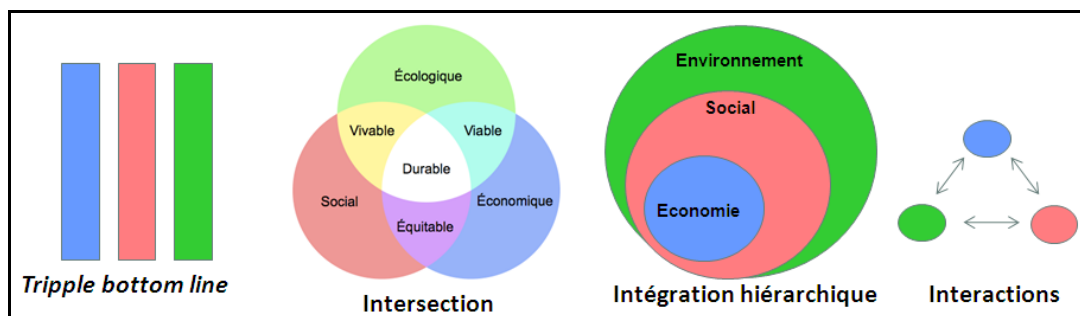 Tripple bottom line
Écologique
Vivable
Viable
Durable
Social
Économique
Équitable
Intersection
Environnement
Social
Economie
Intégration hiérarchique
Interactions